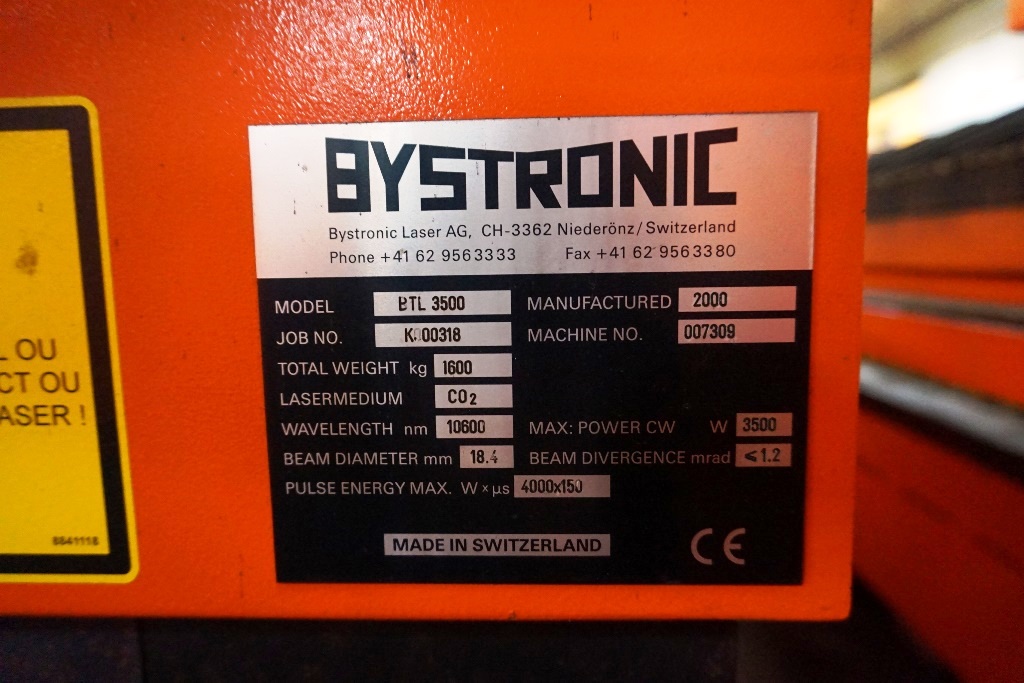 BYSTRONIC
Bystronic Laser AG, CH-3362 Niederönz/Switzerland
Phone +41 62 9563333 Fax +41 62 9563380
MODEL BTL 3500 MANUFACTURED 2000
JOB NO. K000318 MACHINE NO. 007309
TOTAL WEIGHT kg 1600
LASERMEDIUM CO₂
WAVELENGTH nm 10600 MAX: POWER CW W 3500
BEAM DIAMETER mm 18.4 BEAM DIVERGENCE mrad ≤1.2
PULSE ENERGY MAX. W×µs 4000x150
MADE IN SWITZERLAND CE
L OU
CT OU
ASER !
8841118